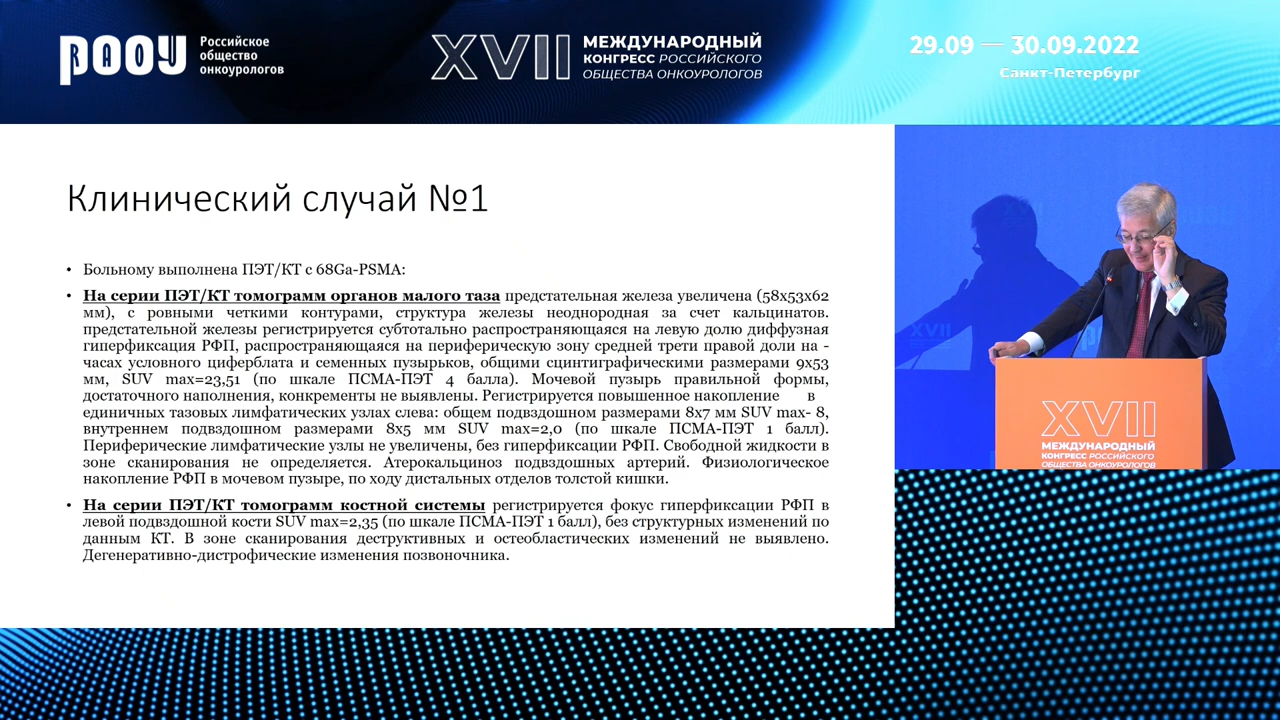 РАОУ
Российское
общество
онкоурологов
XVII
МЕЖДУНАРОДНЫЙ
КОНГРЕСС РОССИЙСКОГО
ОБЩЕСТВА ОНКОУРОЛОГОВ
29.09 — 30.09.2022
Санкт-Петербург
Клинический случай №1
• Больному выполнена ПЭТ/КТ с 68Ga-PSMA:
• На серии ПЭТ/КТ томограмм органов малого таза предстательная железа увеличена (58х53х62
мм), с ровными четкими контурами, структура железы неоднородная за счет кальцинатов.
предстательной железы регистрируется субтотально распространяющаяся на левую долю диффузная
гиперфиксация РФП, распространяющаяся на периферическую зону средней трети правой доли на -
часах условного циферблата и семенных пузырьков, общими сцинтиграфическими размерами 9х53
мм, SUV max=23,51 (по шкале ПСМА-ПЭТ 4 балла). Мочевой пузырь правильной формы,
достаточного наполнения, конкременты не выявлены. Регистрируется повышенное накопление в
единичных тазовых лимфатических узлах слева: общем подвздошном размерами 8х7 мм SUV max- 8,
внутреннем подвздошном размерами 8х5 мм SUV max=2,0 (по шкале ПСМА-ПЭТ 1 балл).
Периферические лимфатические узлы не увеличены, без гиперфиксации РФП. Свободной жидкости в
зоне сканирования не определяется. Атерокальциноз подвздошных артерий. Физиологическое
накопление РФП в мочевом пузыре, по ходу дистальных отделов толстой кишки.
• На серии ПЭТ/КТ томограмм костной системы регистрируется фокус гиперфиксации РФП в
левой подвздошной кости SUV max=2,35 (по шкале ПСМА-ПЭТ 1 балл), без структурных изменений по
данным КТ. В зоне сканирования деструктивных и остеобластических изменений не выявлено.
Дегенеративно-дистрофические изменения позвоночника.
XVII
МЕЖДУНАРОДНЫЙ
КОНГРЕСС РОССИЙСКОГО
ОБЩЕСТВА ОНКОУРОЛОГОВ